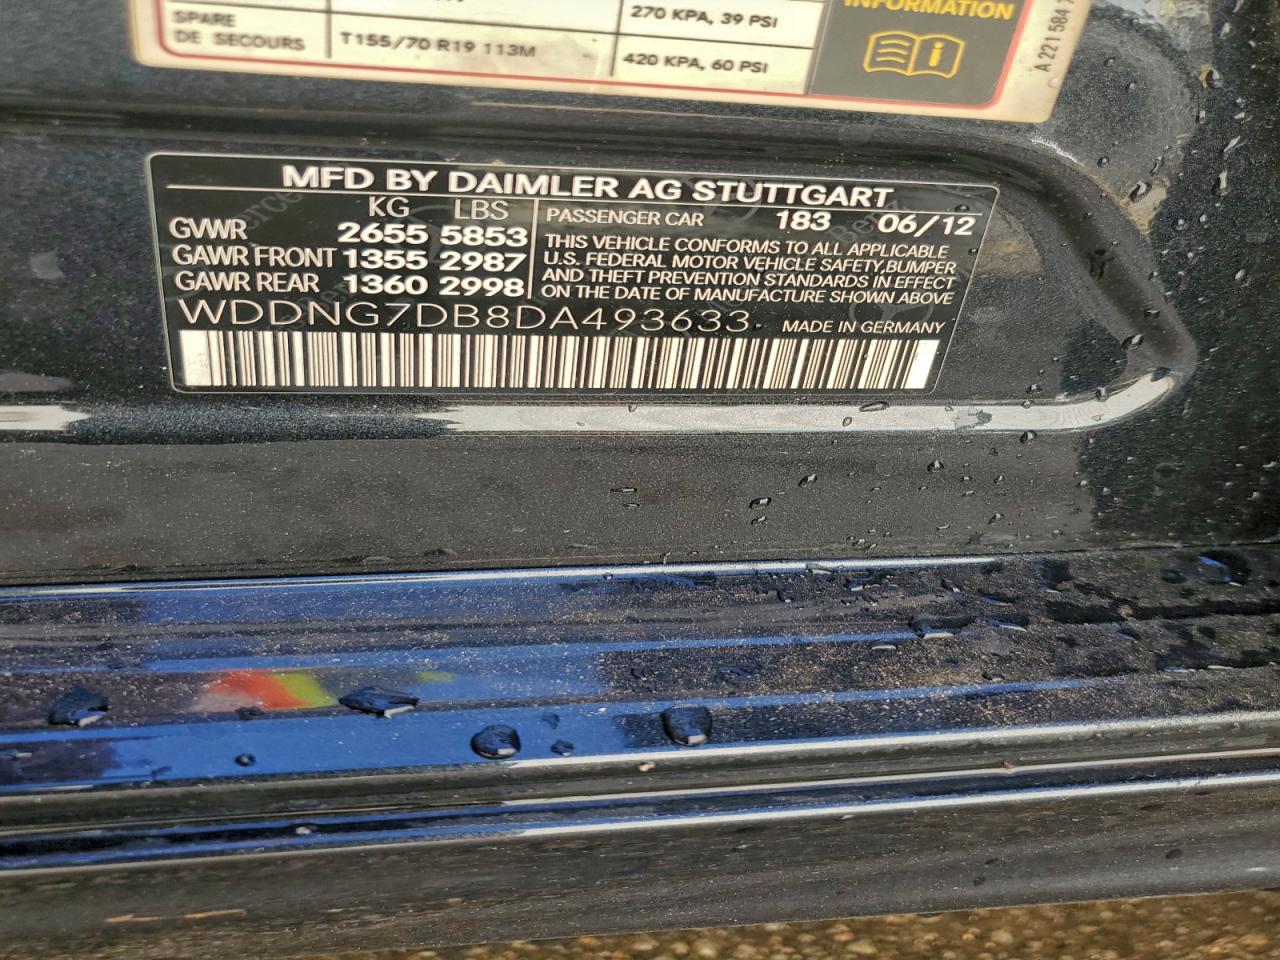 270 KPA, 39 PSI
INFORMATION
SPARE
DE SECOURS
T155/70 R19 113M
420 KPA, 60 PSI
A 221 584 7
MFD BY DAIMLER AG STUTTGART
KG LBS
GVWR 2655 5853
GAWR FRONT 1355 2987
GAWR REAR 1360 2998
PASSENGER CAR 183 06/12
THIS VEHICLE CONFORMS TO ALL APPLICABLE
U.S. FEDERAL MOTOR VEHICLE SAFETY,BUMPER
AND THEFT PREVENTION STANDARDS IN EFFECT
ON THE DATE OF MANUFACTURE SHOWN ABOVE
WDDNG7DB8DA493633
MADE IN GERMANY